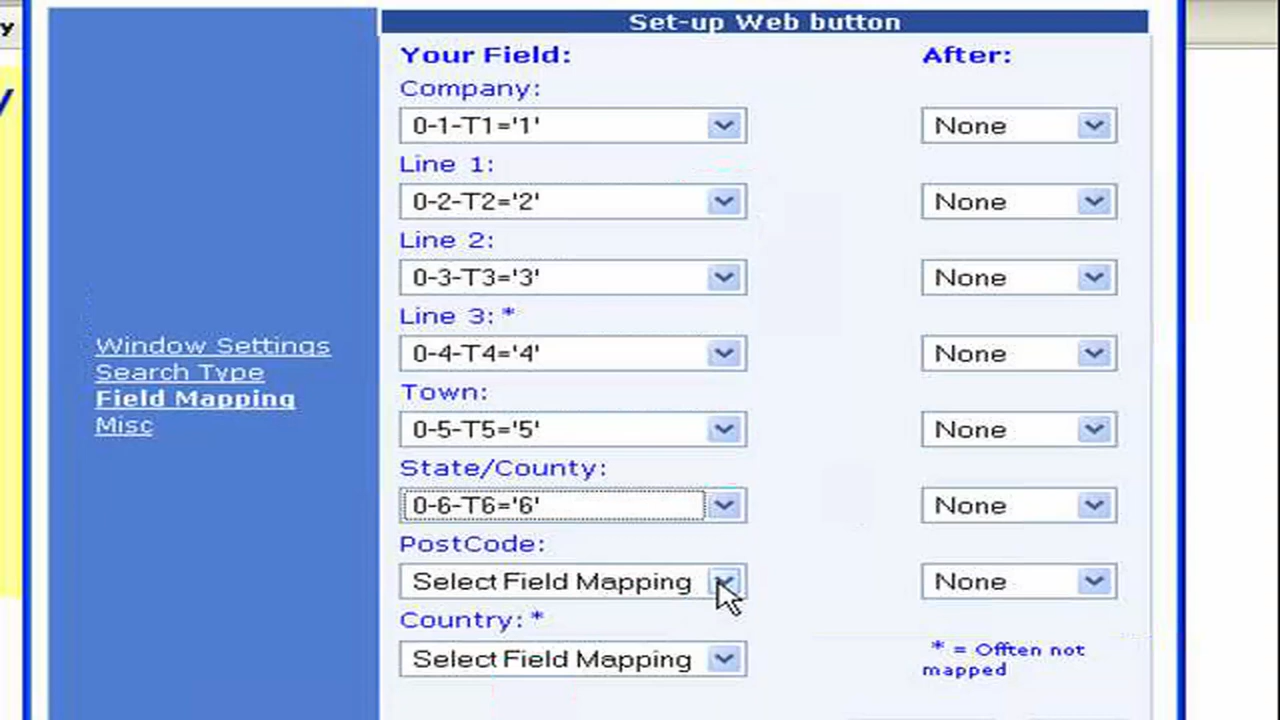 y
Set-up Web button
y
Your Field:
After:
Company:
0-1-T1='1'
None
Line 1:
0-2-T2='2'
None
Line 2:
0-3-T3='3'
None
Line 3: *
0-4-T4='4'
None
Window Settings
Search Type
Field Mapping
Misc
Town:
0-5-T5='5'
None
State/County:
0-6-T6='6'
None
PostCode:
Select Field Mapping
None
Country: *
Select Field Mapping
* = Offten not
mapped